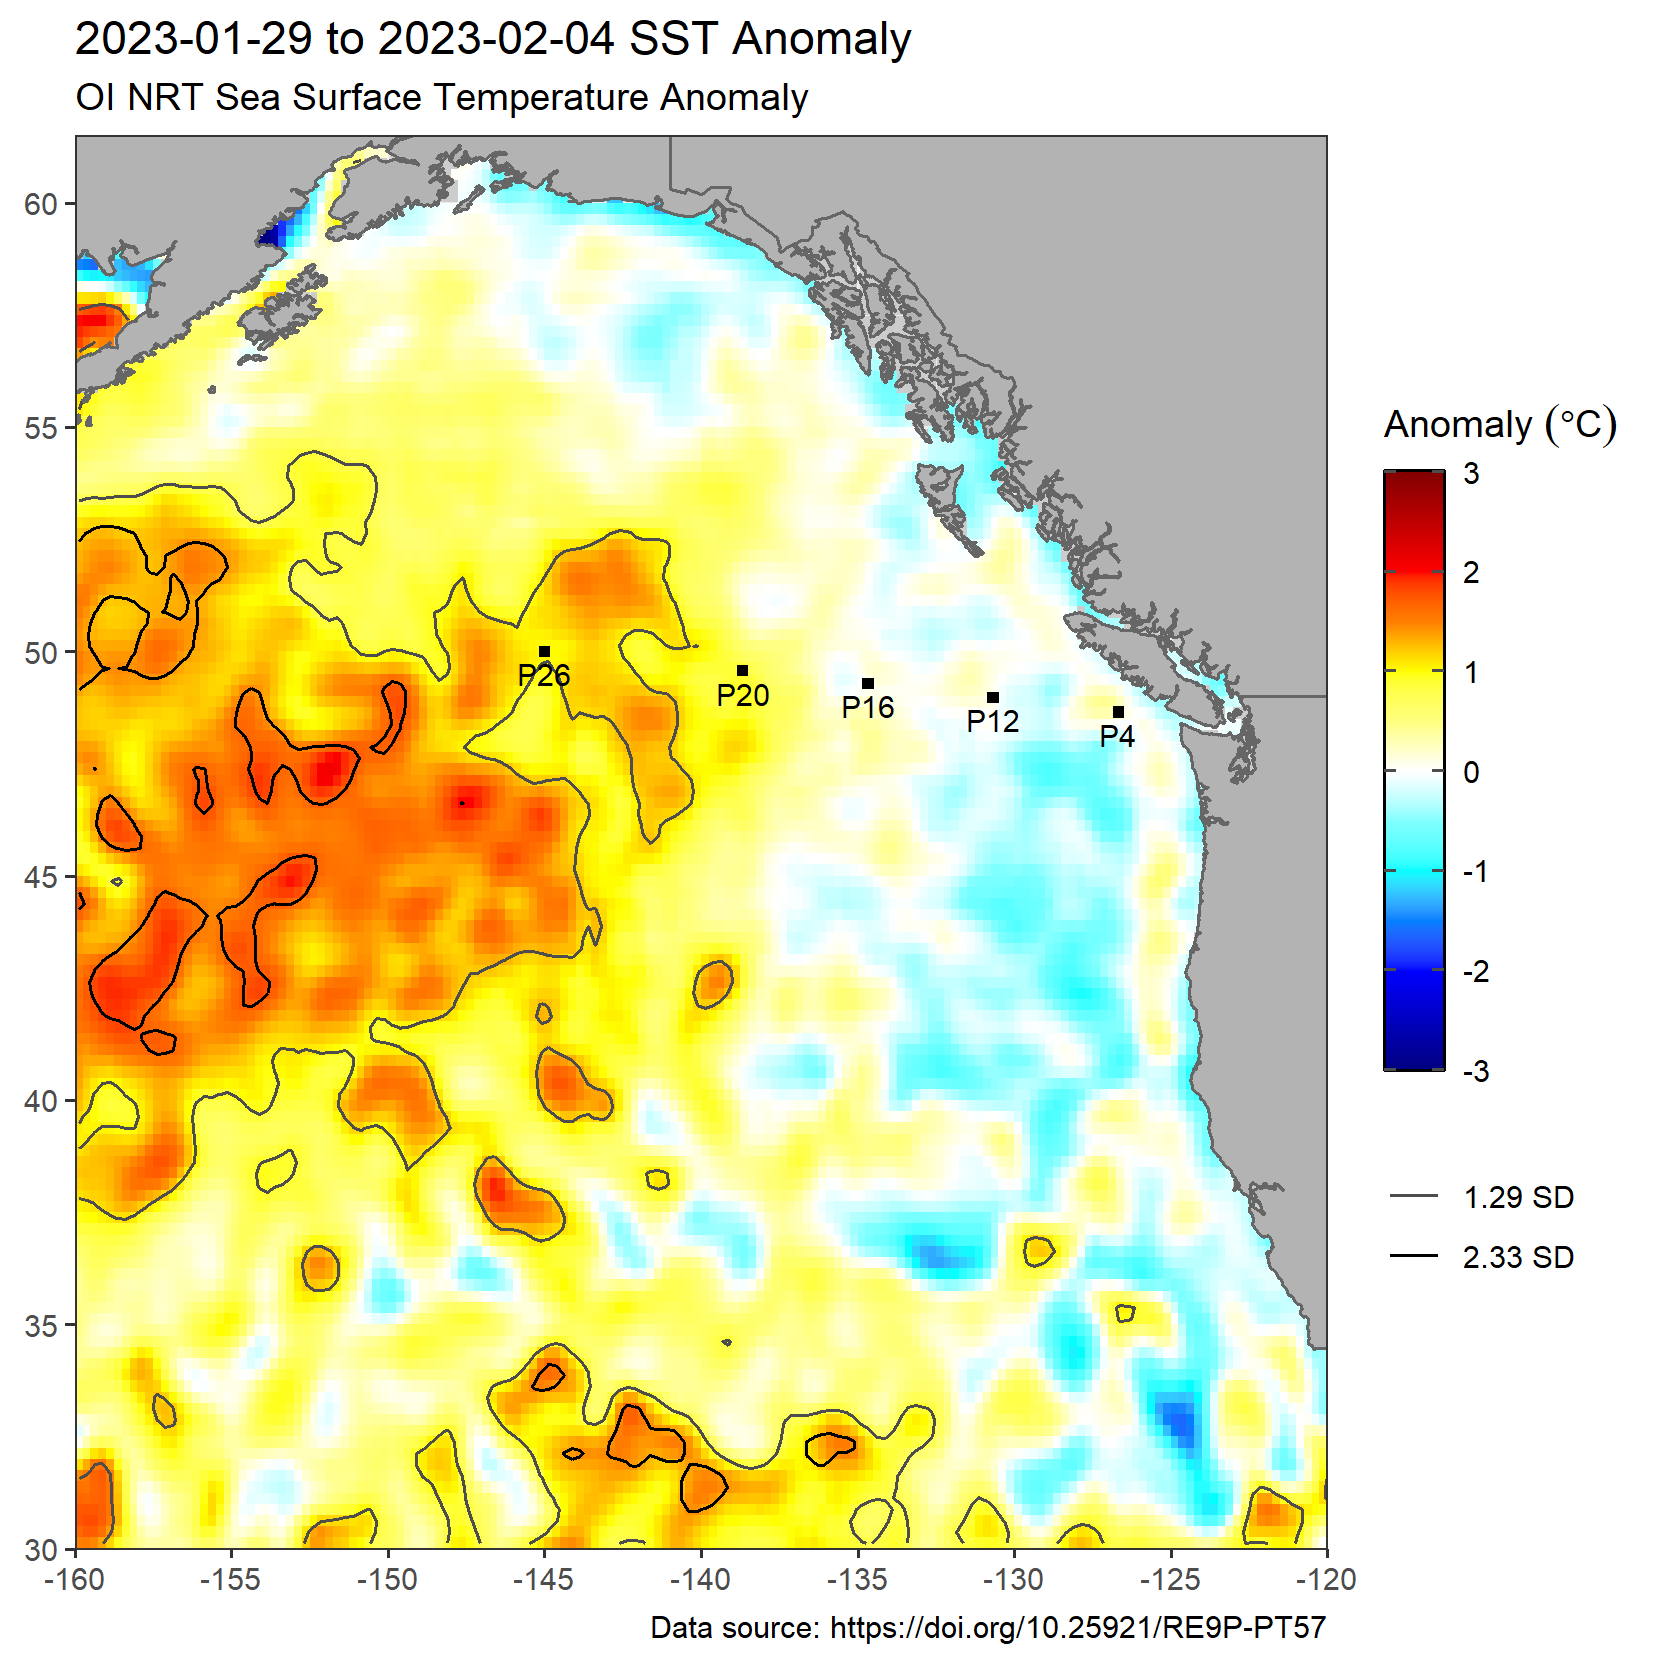 2023-01-29 to 2023-02-04 SST Anomaly
OI NRT Sea Surface Temperature Anomaly
60
55
50
45
40
35
30
-160
-155
-150
-145
-140
-135
-130
-125
-120
P26
P20
P16
P12
P4
Anomaly (°C)
3
2
1
0
-1
-2
-3
1.29 SD
2.33 SD
Data source: https://doi.org/10.25921/RE9P-PT57